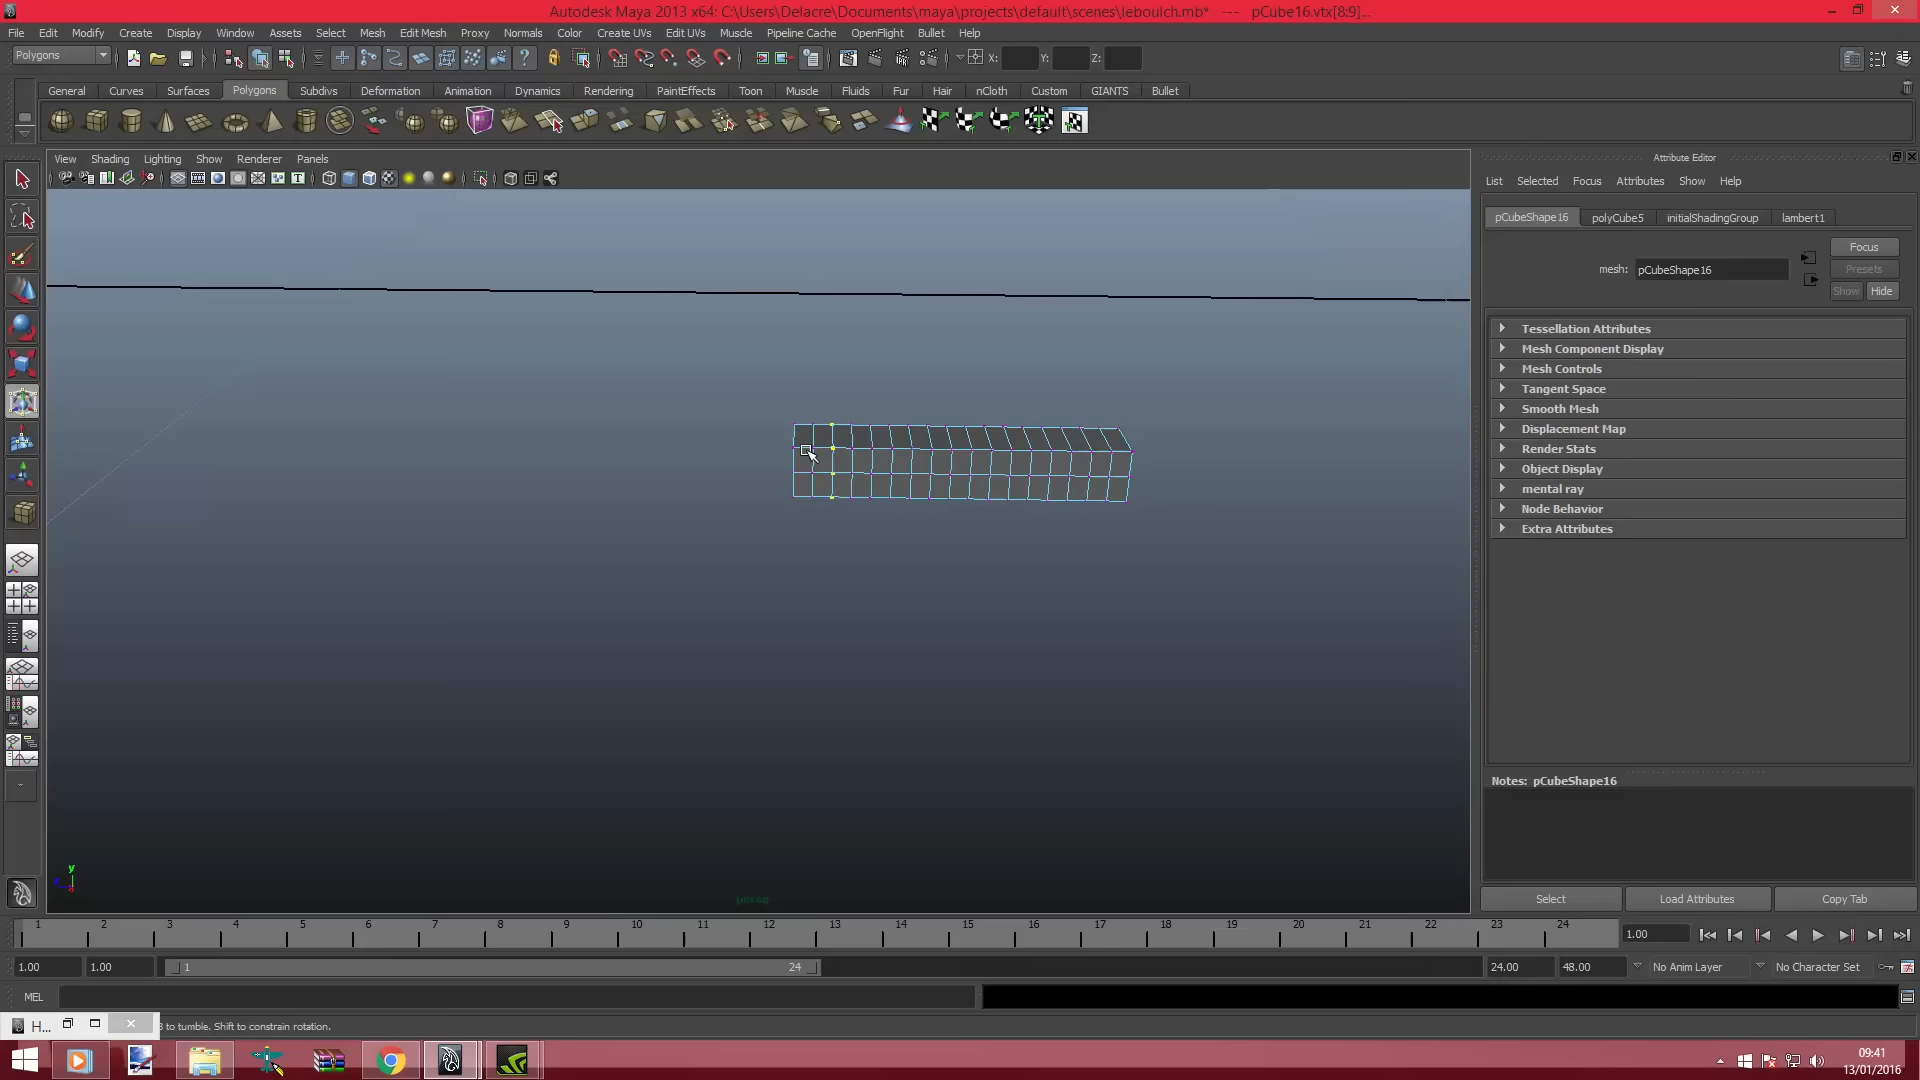 Autodesk Maya 2013 x64: C:\Users\Delacre\Documents\maya\projects\default\scenes\leboulch.mb* --- pCube16.vtx[8:9]...
File Edit Modify Create Display Window Assets Select Mesh Edit Mesh Proxy Normals Color Create UVs Edit UVs Muscle Pipeline Cache OpenFlight Bullet Help
Polygons X: Y: Z:
General Curves Surfaces Polygons Subdivs Deformation Animation Dynamics Rendering PaintEffects Toon Muscle Fluids Fur Hair nCloth Custom GIANTS Bullet
View Shading Lighting Show Renderer Panels
Attribute Editor
List Selected Focus Attributes Show Help
pCubeShape16 polyCube5 initialShadingGroup lambert1
Focus
mesh: pCubeShape16
Presets
Show Hide
Tessellation Attributes
Mesh Component Display
Mesh Controls
Tangent Space
Smooth Mesh
Displacement Map
Render Stats
Object Display
mental ray
Node Behavior
Extra Attributes
Notes: pCubeShape16
y
Select Load Attributes Copy Tab
1 2 3 4 5 6 7 8 9 10 11 12 13 14 15 16 17 18 19 20 21 22 23 24 1.00
1.00 1.00 1 24 24.00 48.00 No Anim Layer No Character Set
MEL
H... to tumble. Shift to constrain rotation.
09:41
13/01/2016